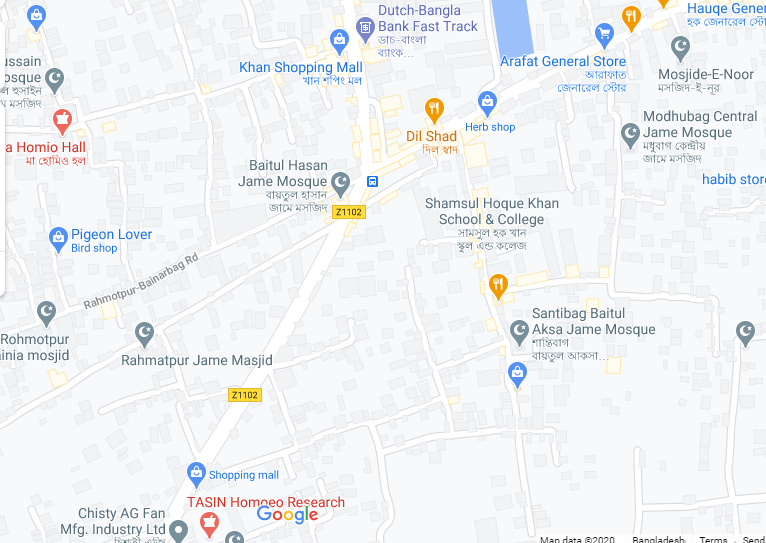 Dutch-Bangla
Bank Fast Track
ডাচ-বাংলা
ব্যাংক...
Hauqe Gener
হক জেনারেল স্টো
Khan Shopping Mall
খান শপিং মল
Arafat General Store
আরাফাত
জেনারেল স্টোর
Mosjide-E-Noor
মসজিদ-ই-নূর
ussain
osque
ল হুসাইন
মসজিদ
Herb shop
Dil Shad
দিল স্বাদ
Modhubag Central
Jame Mosque
মধুবাগ কেন্দ্রীয়
জামে মসজিদ
a Homio Hall
মা হোমিও হল
Baitul Hasan
Jame Mosque
বায়তুল হাসান
জামে মসজিদ
habib store
Z1102
Shamsul Hoque Khan
School & College
সামসুল হক খান
স্কুল এন্ড কলেজ
Pigeon Lover
Bird shop
Rahmotpur-Bainarbag Rd
Rohmotpur
ainia mosjid
Rahmatpur Jame Masjid
Santibag Baitul
Aksa Jame Mosque
শান্তিবাগ
বায়তুল আকসা...
Z1102
Shopping mall
TASIN Homoeo Research
Google
Chisty AG Fan
Mfg. Industry Ltd
Map data ©2020 Bangladesh Terms Send